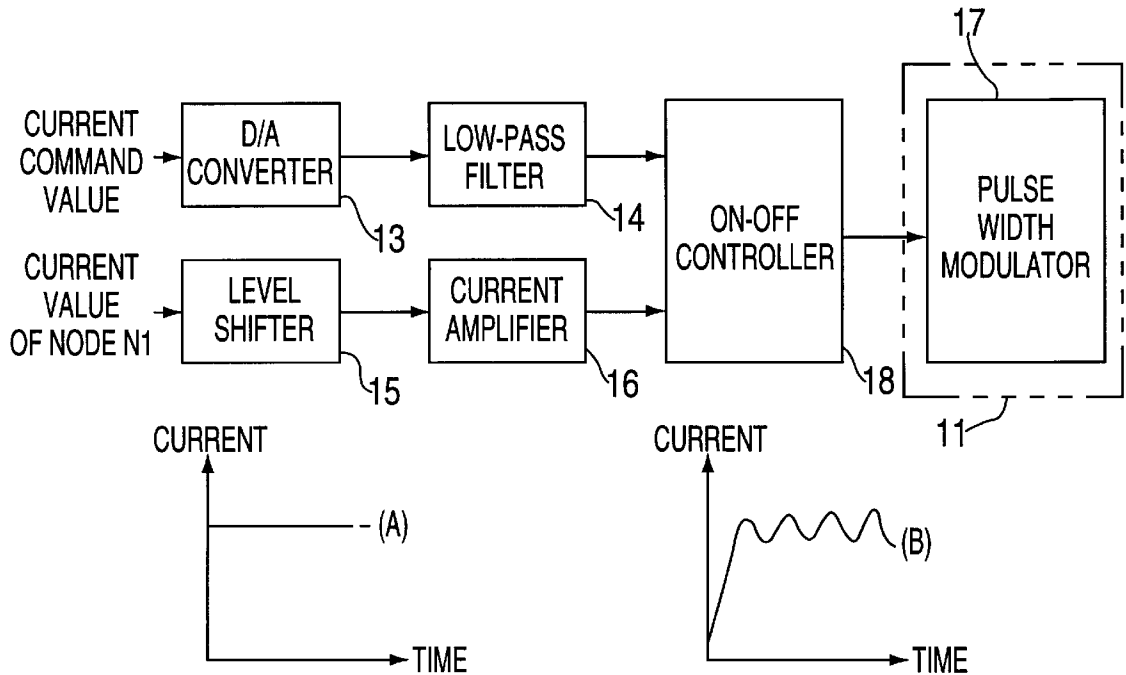 17
CURRENT
COMMAND
VALUE
D/A
CONVERTER
13
LOW-PASS
FILTER
14
ON-OFF
CONTROLLER
18
PULSE
WIDTH
MODULATOR
CURRENT
VALUE
OF NODE N1
LEVEL
SHIFTER
15
CURRENT
AMPLIFIER
16
11
CURRENT
(A)
TIME
CURRENT
(B)
TIME